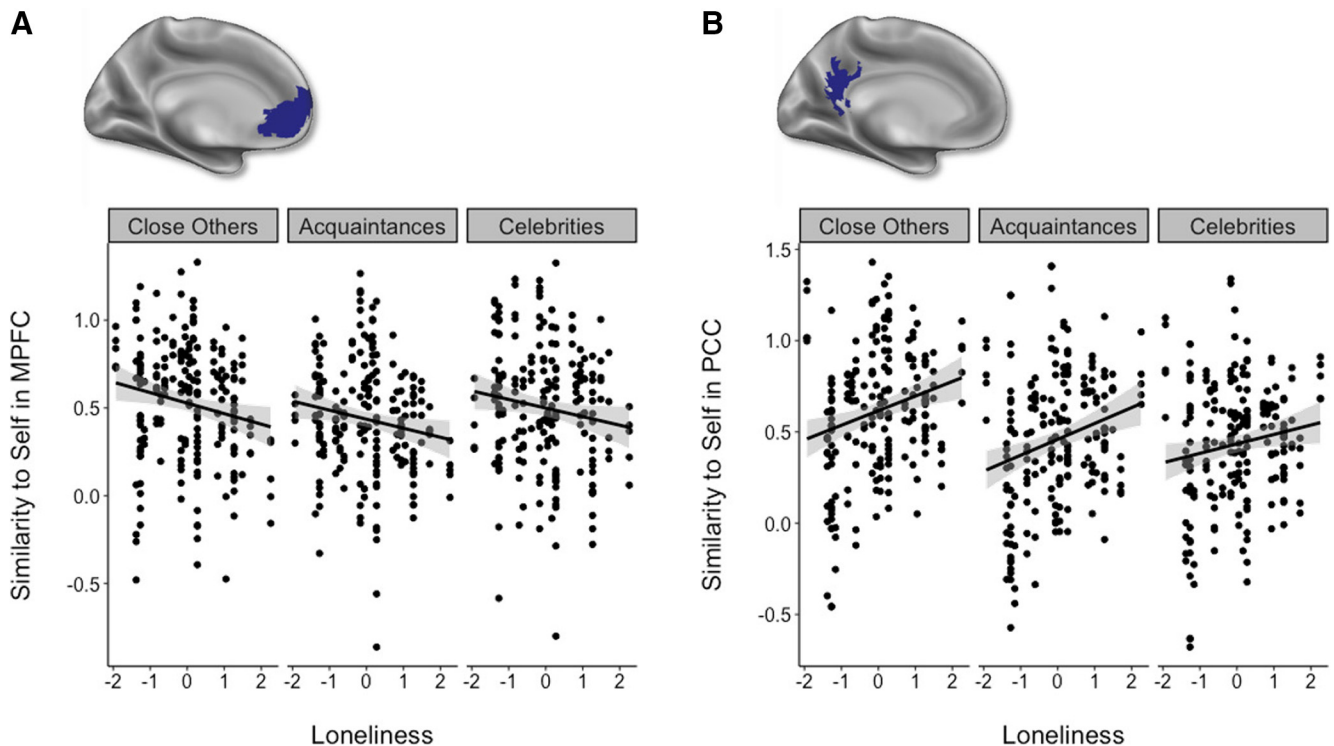 A
B
Close Others Acquaintances Celebrities
Close Others Acquaintances Celebrities
Similarity to Self in MPFC
1.0
0.5
0.0
-0.5
-2 -1 0 1 2 -2 -1 0 1 2 -2 -1 0 1 2
Loneliness
Similarity to Self in PCC
1.5
1.0
0.5
0.0
-0.5
-2 -1 0 1 2 -2 -1 0 1 2 -2 -1 0 1 2
Loneliness